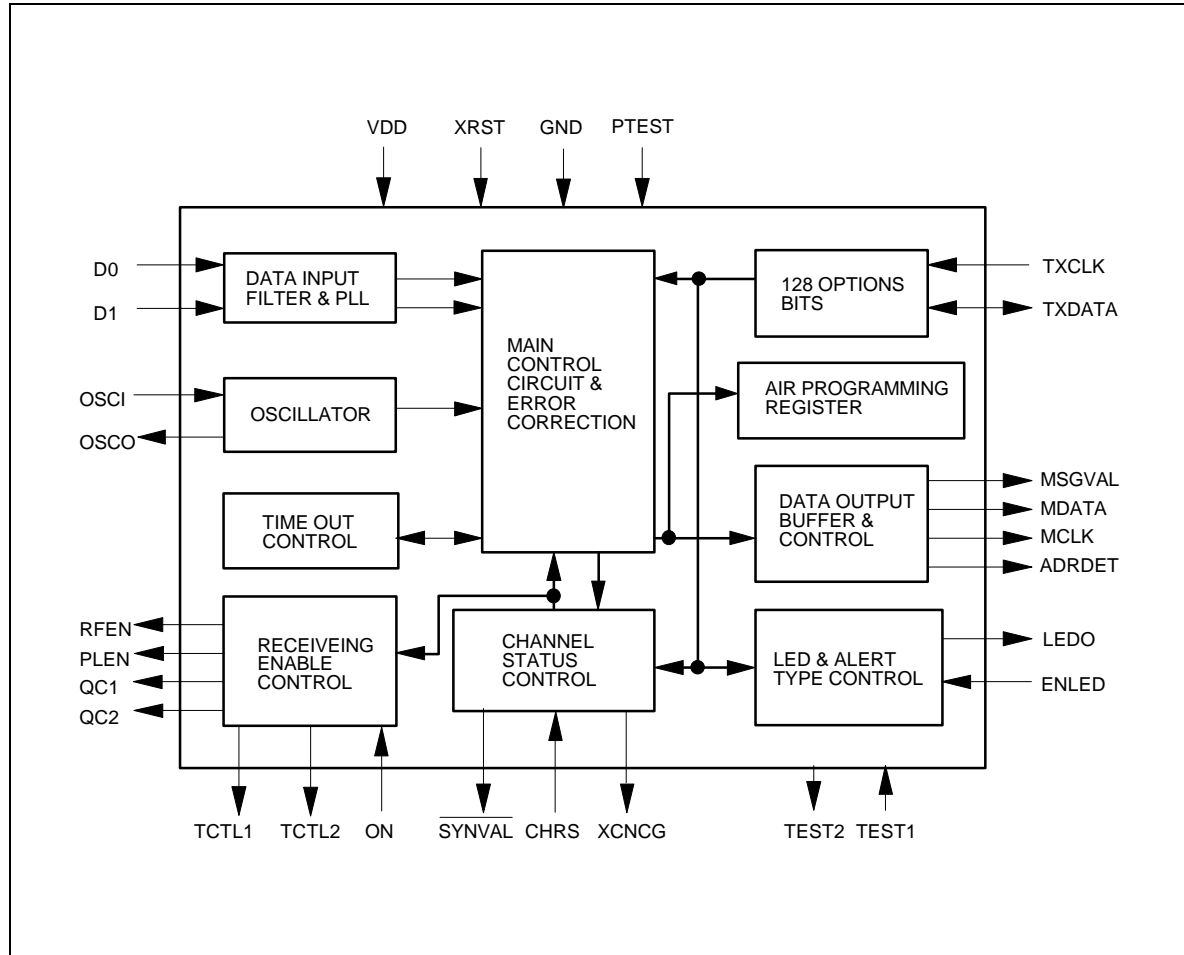 VDD XRST GND PTEST
D0
D1
DATA INPUT
FILTER & PLL
OSCI
OSCO
OSCILLATOR
TIME OUT
CONTROL
RFEN
PLEN
QC1
QC2
RECEIVEING
ENABLE
CONTROL
MAIN
CONTROL
CIRCUIT &
ERROR
CORRECTION
CHANNEL
STATUS
CONTROL
128 OPTIONS
BITS
TXCLK
TXDATA
AIR PROGRAMMING
REGISTER
DATA OUTPUT
BUFFER &
CONTROL
MSGVAL
MDATA
MCLK
ADRDET
LED & ALERT
TYPE CONTROL
LEDO
ENLED
TCTL1 TCTL2 ON SYNVAL CHRS XCNCG TEST2 TEST1